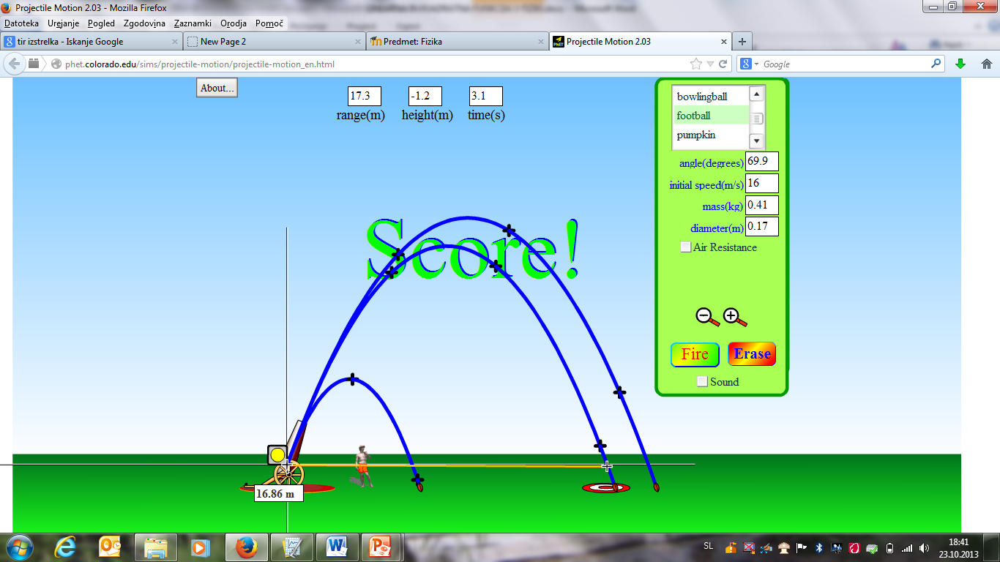 Projectile Motion 2.03 - Mozilla Firefox
Datoteka Urejanje Pogled Zgodovina Zaznamki Orodja Pomoč
tir izstrelka - Iskanje Google
New Page 2
Predmet: Fizika
PhET
Projectile Motion 2.03
phet.colorado.edu/sims/projectile-motion/projectile-motion_en.html
Google
About...
17.3 -1.2 3.1
range(m) height(m) time(s)
bowlingball
football
pumpkin
angle(degrees) 69.9
initial speed(m/s) 16
mass(kg) 0.41
diameter(m) 0.17
Air Resistance
Score!
Fire Erase
Sound
16.86 m
SL
18:41
23.10.2013